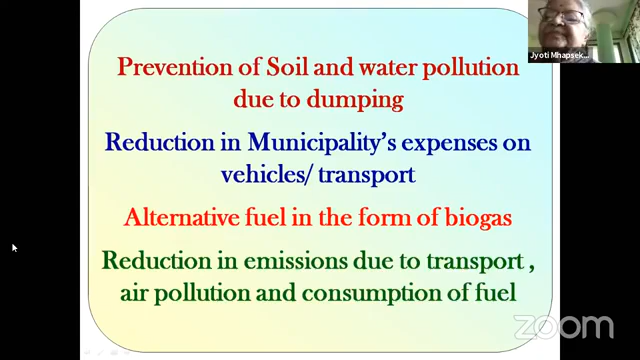 Prevention of Soil and water pollution
due to dumping
Reduction in Municipality's expenses on
vehicles/ transport
Alternative fuel in the form of biogas
Reduction in emissions due to transport ,
air pollution and consumption of fuel
Jyoti Mhapsek...
zoom